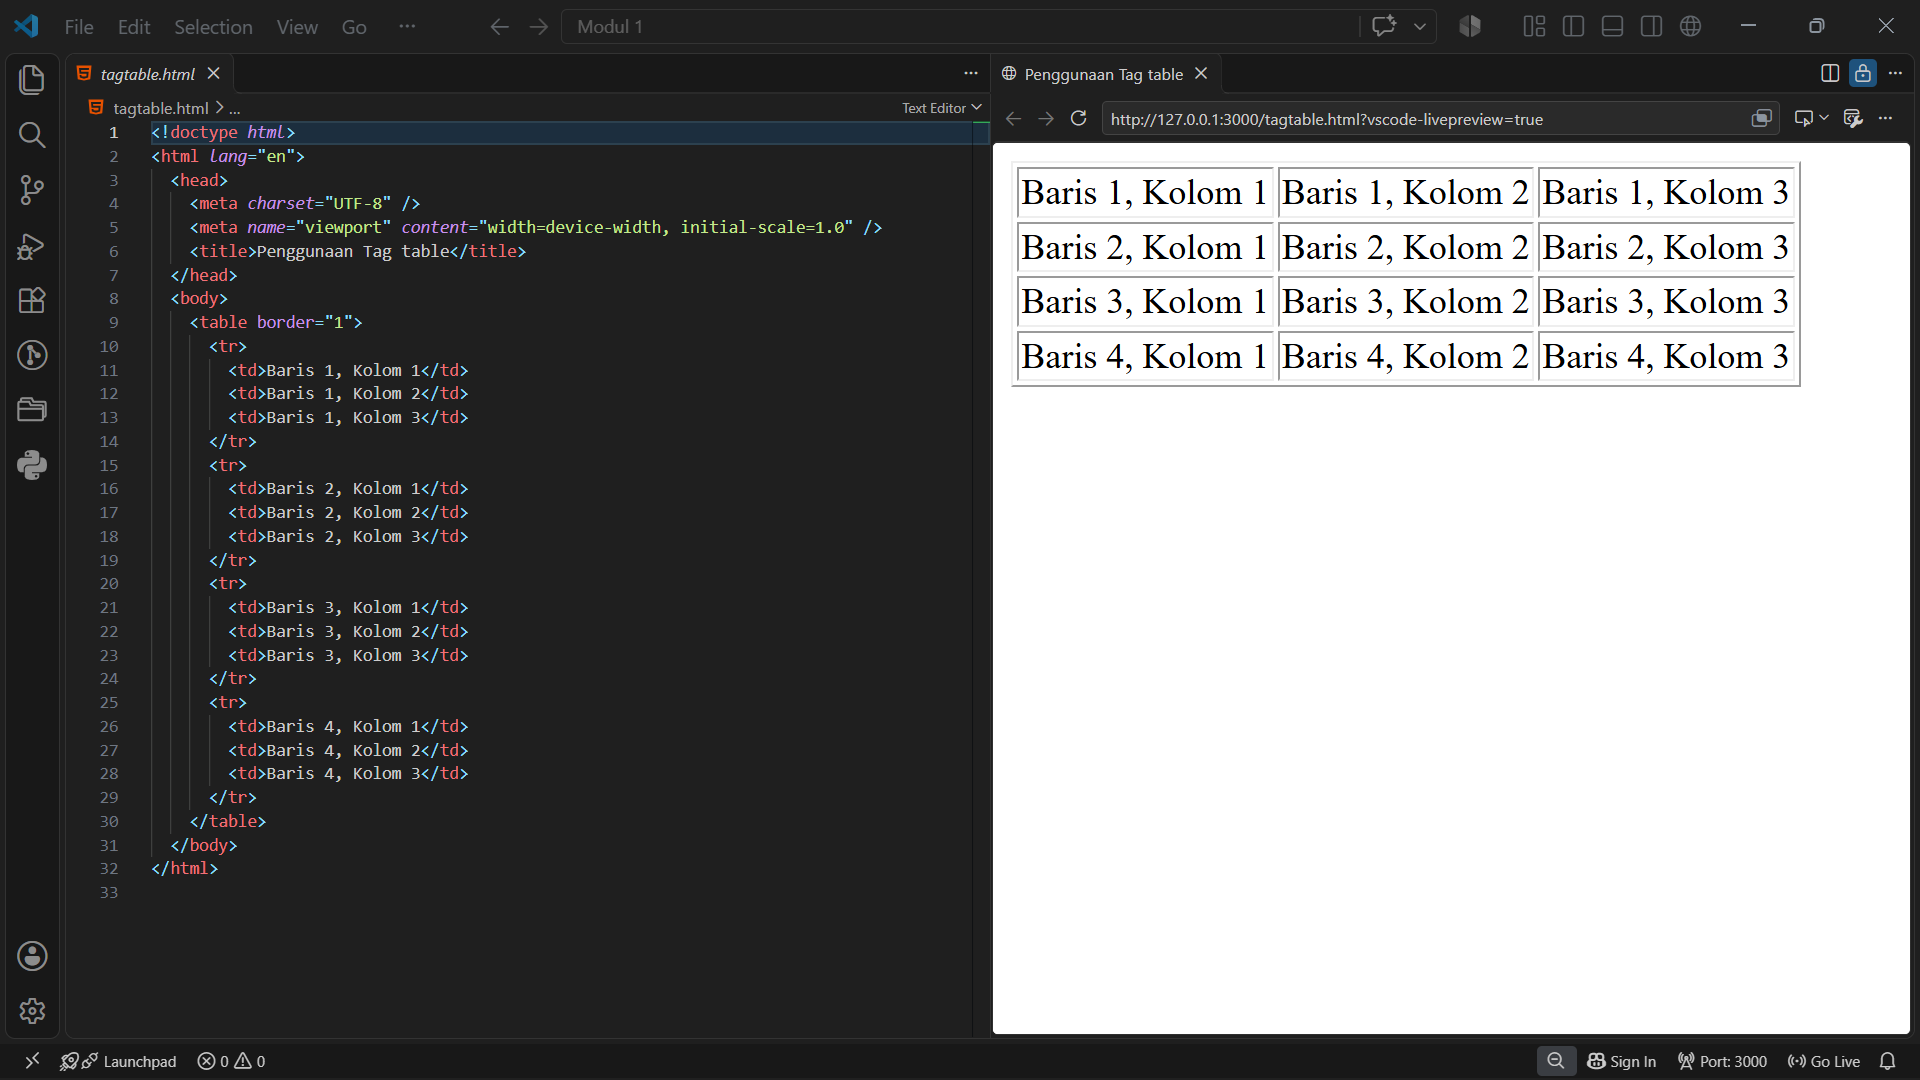 File Edit Selection View Go ··· Modul 1
tagtable.html
Penggunaan Tag table
tagtable.html > ... Text Editor
http://127.0.0.1:3000/tagtable.html?vscode-livepreview=true
1 <!doctype html>
2 <html lang="en">
3 <head>
4 <meta charset="UTF-8" />
5 <meta name="viewport" content="width=device-width, initial-scale=1.0" />
6 <title>Penggunaan Tag table</title>
7 </head>
8 <body>
9 <table border="1">
10 <tr>
11 <td>Baris 1, Kolom 1</td>
12 <td>Baris 1, Kolom 2</td>
13 <td>Baris 1, Kolom 3</td>
14 </tr>
15 <tr>
16 <td>Baris 2, Kolom 1</td>
17 <td>Baris 2, Kolom 2</td>
18 <td>Baris 2, Kolom 3</td>
19 </tr>
20 <tr>
21 <td>Baris 3, Kolom 1</td>
22 <td>Baris 3, Kolom 2</td>
23 <td>Baris 3, Kolom 3</td>
24 </tr>
25 <tr>
26 <td>Baris 4, Kolom 1</td>
27 <td>Baris 4, Kolom 2</td>
28 <td>Baris 4, Kolom 3</td>
29 </tr>
30 </table>
31 </body>
32 </html>
33
Baris 1, Kolom 1 Baris 1, Kolom 2 Baris 1, Kolom 3
Baris 2, Kolom 1 Baris 2, Kolom 2 Baris 2, Kolom 3
Baris 3, Kolom 1 Baris 3, Kolom 2 Baris 3, Kolom 3
Baris 4, Kolom 1 Baris 4, Kolom 2 Baris 4, Kolom 3
Launchpad 0 0 Sign In Port: 3000 Go Live